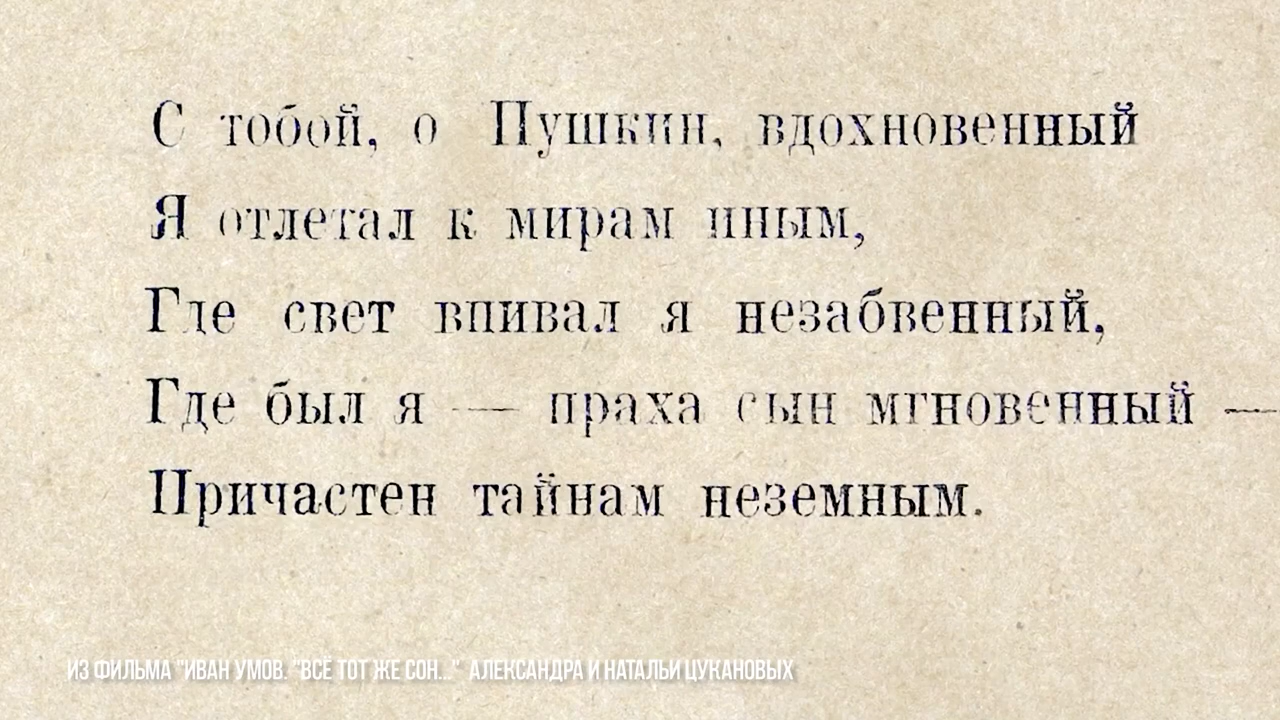 С тобой, о Пушкин, вдохновенный
Я отлетал к мирам иным,
Где свет впивал я незабвенный,
Где был я — праха сын мгновенный —
Причастен тайнам неземным.
ИЗ ФИЛЬМА "ИВАН УМОВ. "ВСЁ ТОТ ЖЕ СОН..." АЛЕКСАНДРА И НАТАЛЬИ ЦУКАНОВЫХ